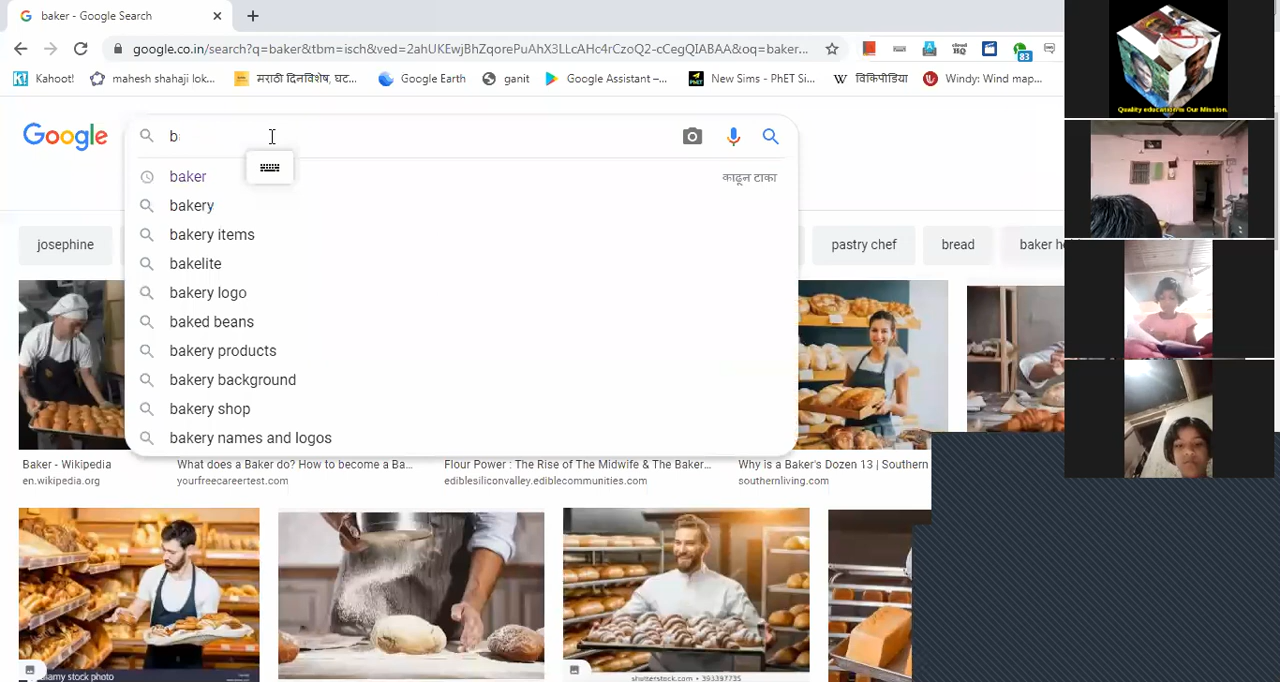 baker - Google Search
google.co.in/search?q=baker&tbm=isch&ved=2ahUKEwjBhZqorePuAhX3LLcAHc4rCzoQ2-cCegQIABAA&oq=baker...
cloud
HQ
83
Kahoot!
mahesh shahaji lok...
मराठी दिनविशेष, घट...
Google Earth
ganit
Google Assistant –...
New Sims - PhET Si...
विकिपीडिया
Windy: Wind map...
Quality education is Our Mission.
Google
b
baker
काढून टाका
bakery
bakery items
bakelite
bakery logo
baked beans
bakery products
bakery background
bakery shop
bakery names and logos
josephine
pastry chef
bread
baker h
Baker - Wikipedia
en.wikipedia.org
What does a Baker do? How to become a Ba...
yourfreecareertest.com
Flour Power : The Rise of The Midwife & The Baker...
ediblesiliconvalley.ediblecommunities.com
Why is a Baker's Dozen 13 | Southern
southernliving.com
alamy stock photo
shutterstock.com • 393397735